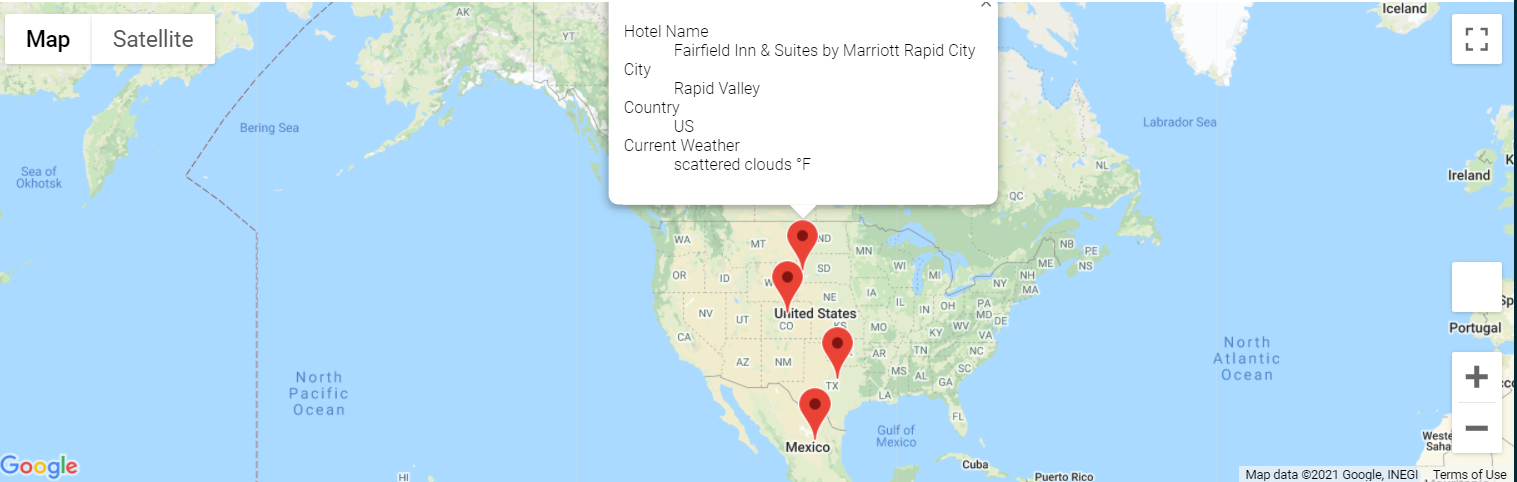 Map
Satellite
Hotel Name
Fairfield Inn & Suites by Marriott Rapid City
City
Rapid Valley
Country
US
Current Weather
scattered clouds °F
AK
YT
Iceland
Bering Sea
Sea of
Okhotsk
Labrador Sea
NL
QC
Ireland
WA
MT
ND
MN
NB
PE
NS
OR
ID
SD
WI
MI
ME
NH
NY
MA
NE
IA
IL
IN
OH
PA
MD
DE
NV
UT
United States
CO
KS
MO
KY
WV
VA
CA
AZ
NM
AR
TN
NC
SC
MS
AL
GA
TX
LA
FL
Portugal
North
Pacific
Ocean
North
Atlantic
Ocean
Gulf of
Mexico
Mexico
Cuba
Puerto Rico
HI
Google
Map data ©2021 Google, INEGI
Terms of Use